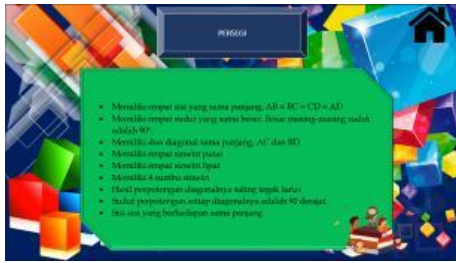 PERSEGI
• Memiliki empat sisi yang sama panjang, AB = BC = CD = AD
• Memiliki empat sudut yang sama besar. Besar masing-masing sudut
adalah 90°.
• Memiliki dua diagonal sama panjang, AC dan BD.
• Memiliki empat simetri putar
• Memiliki empat simetri lipat
• Memiliki 4 sumbu simetri
• Hasil perpotongan diagonalnya saling tegak lurus
• Sudut perpotongan setiap diagonalnya adalah 90 derajat.
• Sisi-sisi yang berhadapan sama panjang